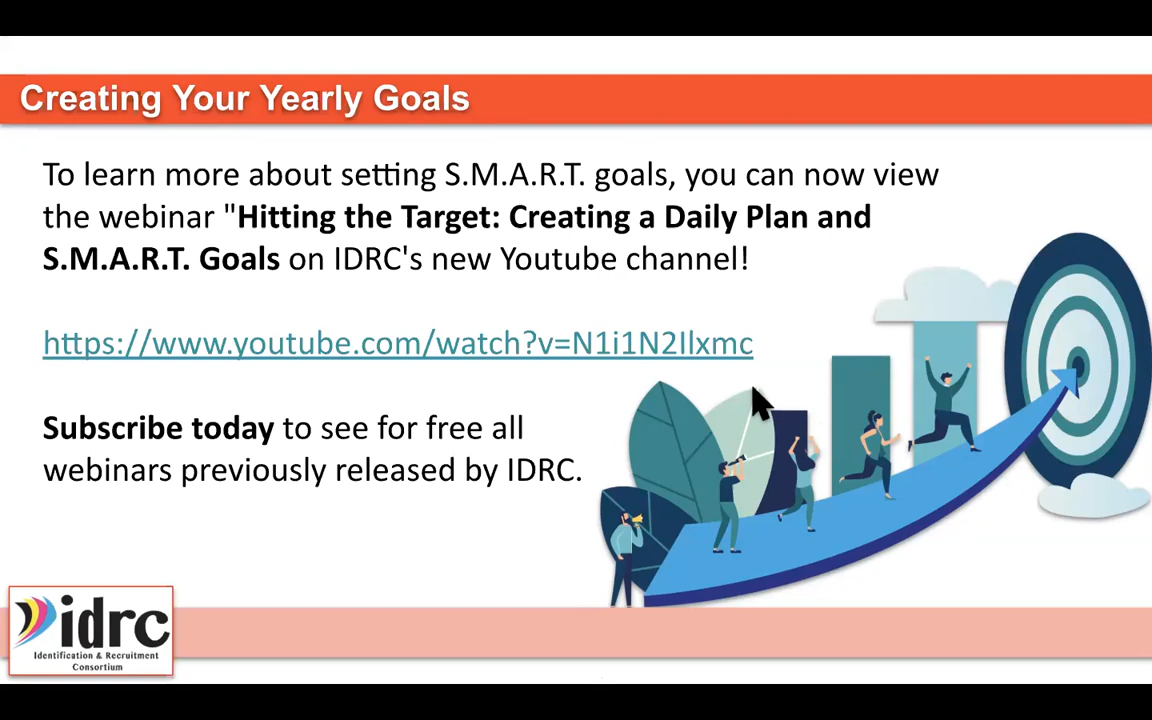 Creating Your Yearly Goals
To learn more about setting S.M.A.R.T. goals, you can now view
the webinar "Hitting the Target: Creating a Daily Plan and
S.M.A.R.T. Goals on IDRC's new Youtube channel!
https://www.youtube.com/watch?v=N1i1N2Ilxmc
Subscribe today to see for free all
webinars previously released by IDRC.
idrc
Identification & Recruitment
Consortium